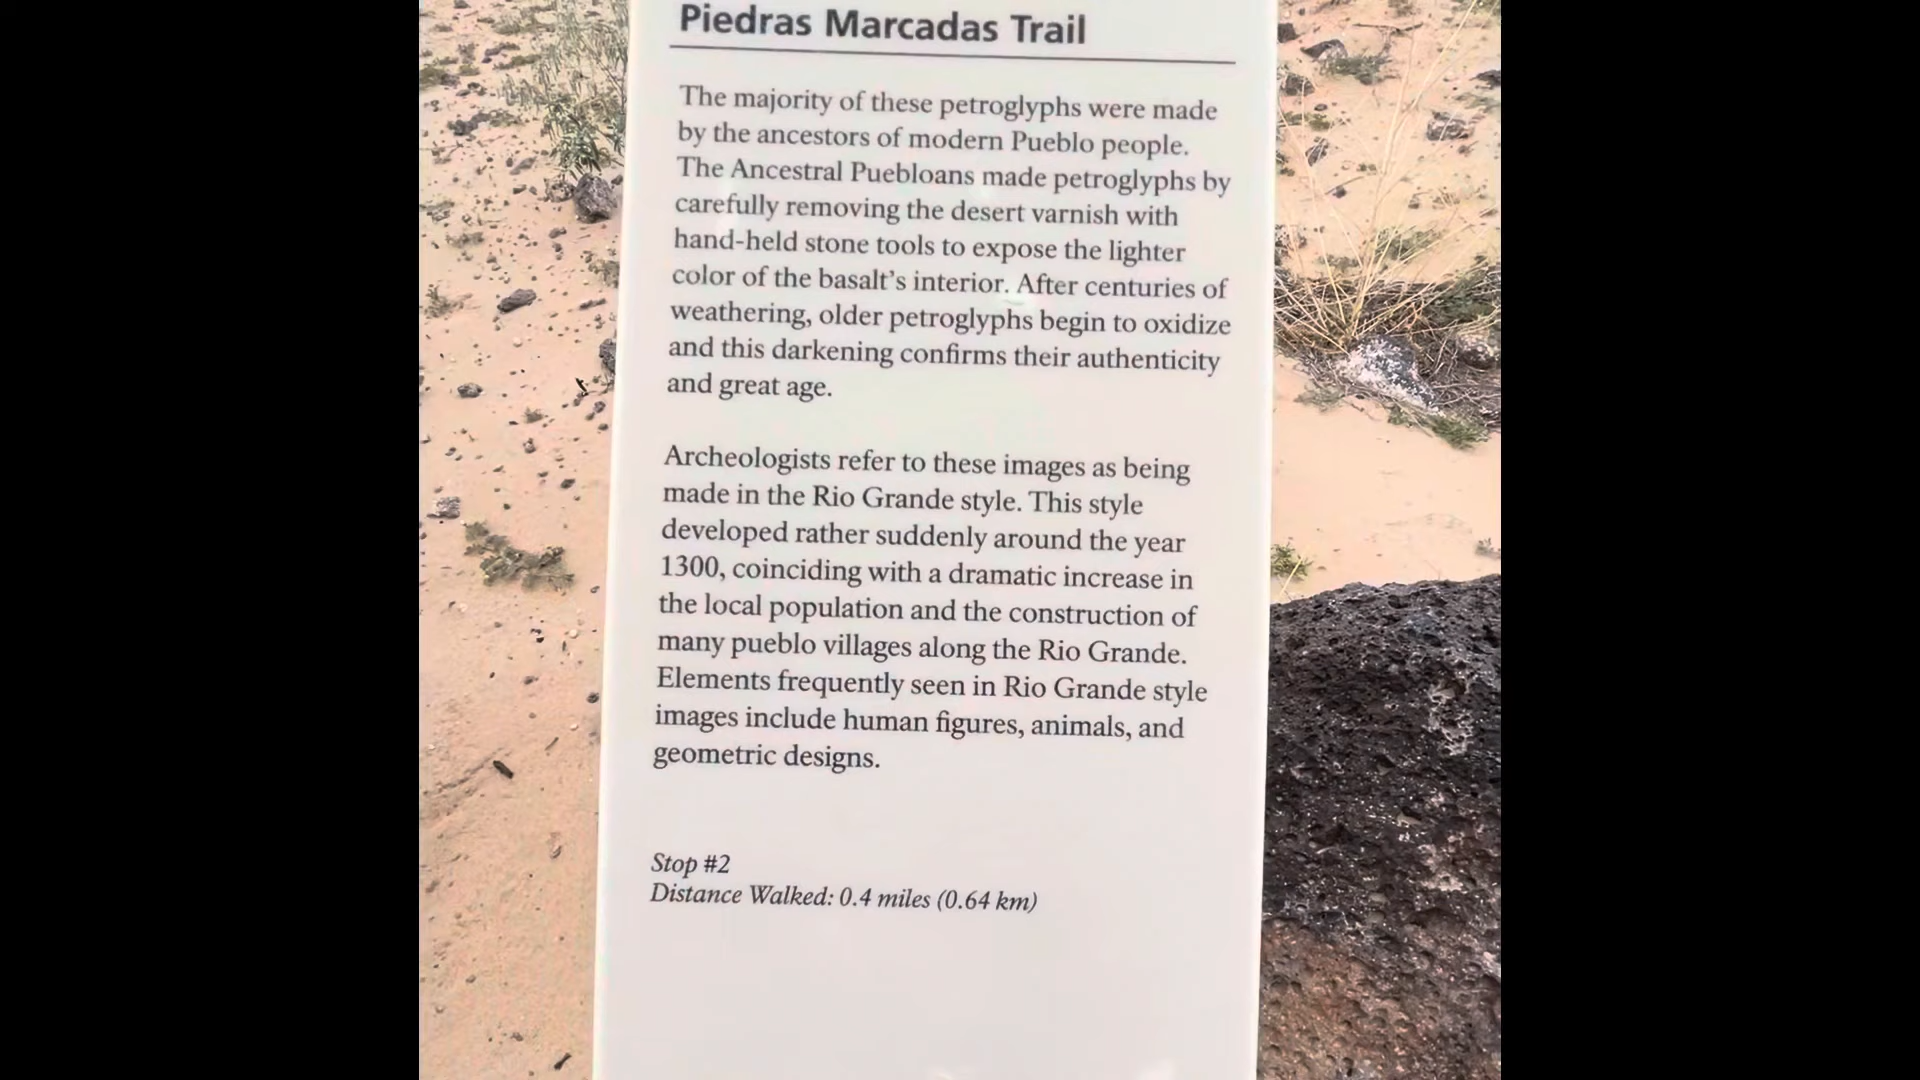 Piedras Marcadas Trail
The majority of these petroglyphs were made
by the ancestors of modern Pueblo people.
The Ancestral Puebloans made petroglyphs by
carefully removing the desert varnish with
hand-held stone tools to expose the lighter
color of the basalt's interior. After centuries of
weathering, older petroglyphs begin to oxidize
and this darkening confirms their authenticity
and great age.
Archeologists refer to these images as being
made in the Rio Grande style. This style
developed rather suddenly around the year
1300, coinciding with a dramatic increase in
the local population and the construction of
many pueblo villages along the Rio Grande.
Elements frequently seen in Rio Grande style
images include human figures, animals, and
geometric designs.
Stop #2
Distance Walked: 0.4 miles (0.64 km)